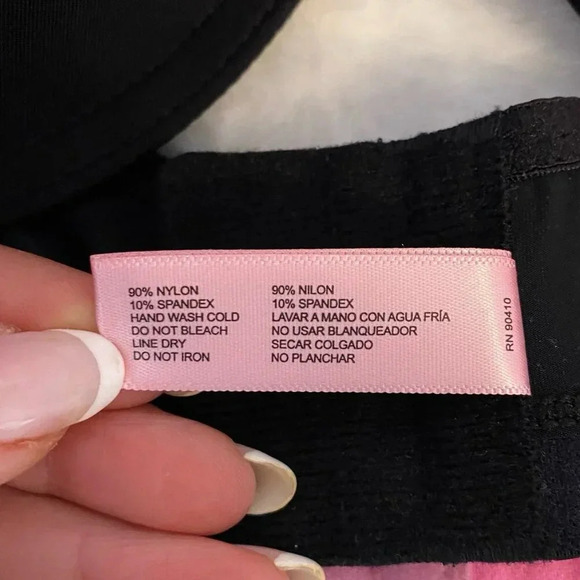 90% NYLON
10% SPANDEX
HAND WASH COLD
DO NOT BLEACH
LINE DRY
DO NOT IRON
90% NILON
10% SPANDEX
LAVAR A MANO CON AGUA FRÍA
NO USAR BLANQUEADOR
SECAR COLGADO
NO PLANCHAR
RN 90410